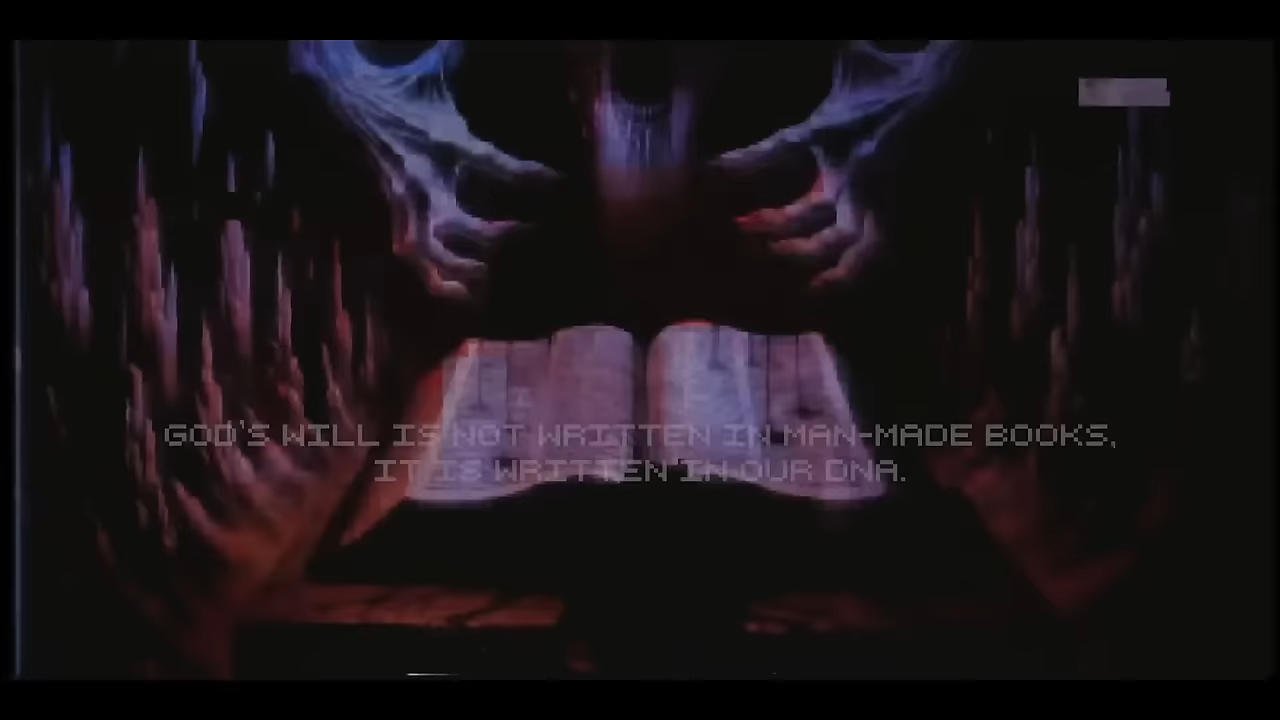 GOD'S WILL IS NOT WRITTEN IN MAN-MADE BOOKS,
IT IS WRITTEN IN OUR DNA.